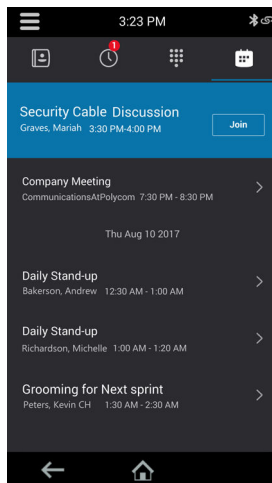 3:23 PM
1
Security Cable Discussion
Graves, Mariah 3:30 PM-4:00 PM
Join
Company Meeting
CommunicationsAtPolycom 7:30 PM - 8:30 PM
Thu Aug 10 2017
Daily Stand-up
Bakerson, Andrew 12:30 AM - 1:00 AM
Daily Stand-up
Richardson, Michelle 1:00 AM - 1:20 AM
Grooming for Next sprint
Peters, Kevin CH 1:30 AM - 2:30 AM